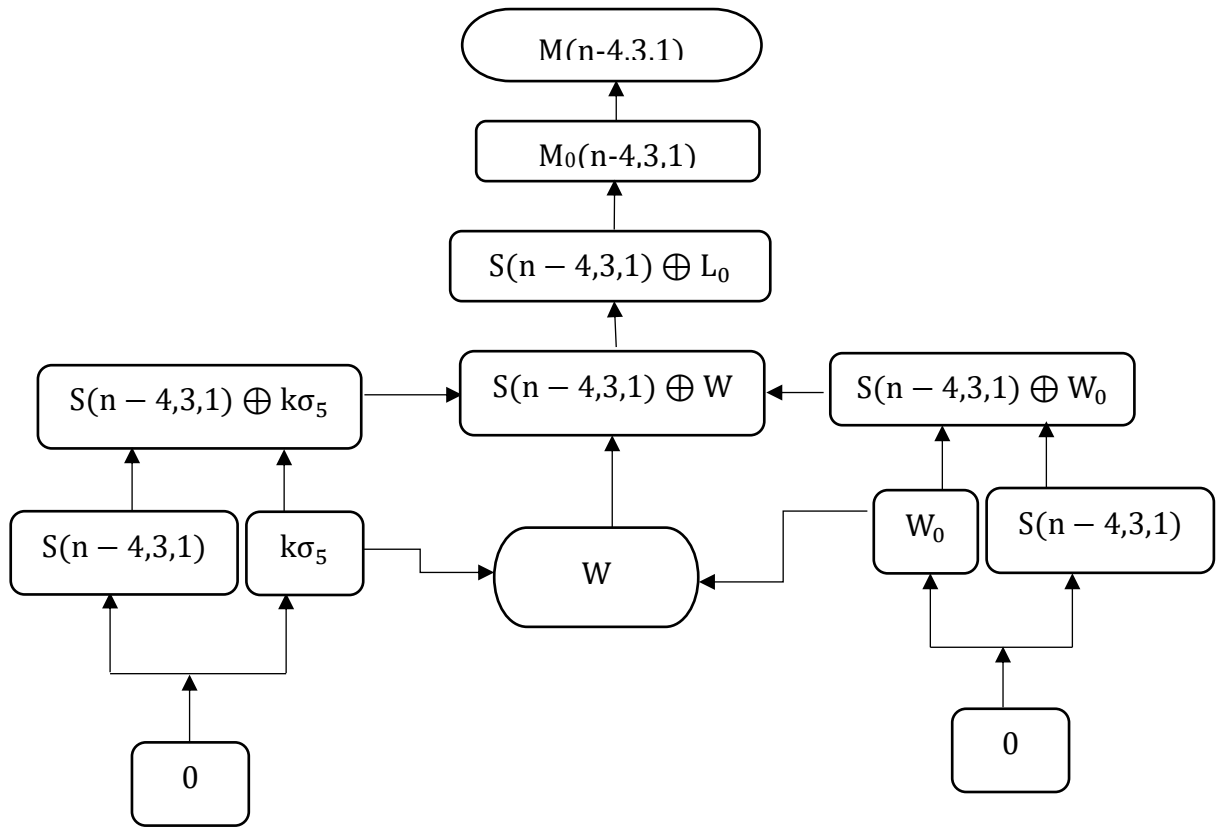 M(n-4,3,1)
M₀(n-4,3,1)
S(n − 4,3,1) ⊕ L₀
S(n − 4,3,1) ⊕ kσ₅
S(n − 4,3,1) ⊕ W
S(n − 4,3,1) ⊕ W₀
S(n − 4,3,1)
kσ₅
W
W₀
S(n − 4,3,1)
0
0